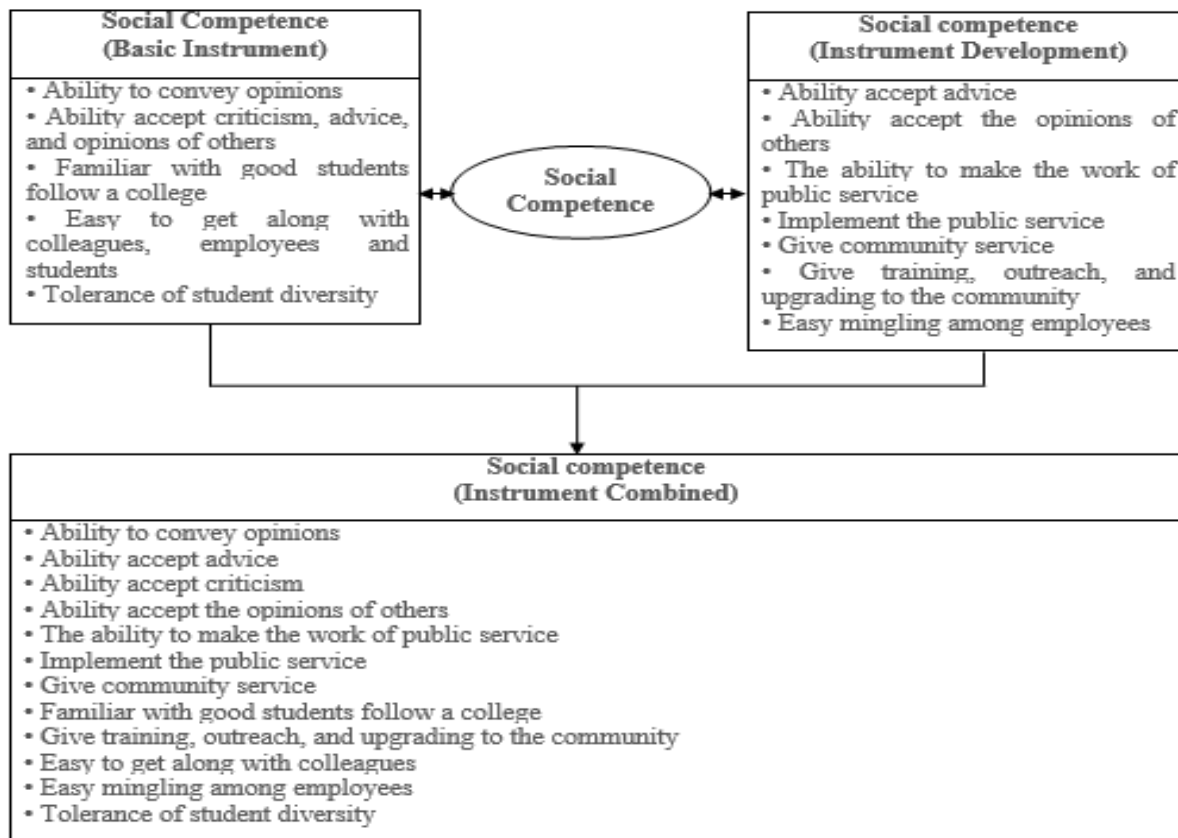 Social Competence
(Basic Instrument)
• Ability to convey opinions
• Ability accept criticism, advice,
and opinions of others
• Familiar with good students
follow a college
• Easy to get along with
colleagues, employees and
students
• Tolerance of student diversity
Social
Competence
Social competence
(Instrument Development)
• Ability accept advice
• Ability accept the opinions of
others
• The ability to make the work of
public service
• Implement the public service
• Give community service
• Give training, outreach, and
upgrading to the community
• Easy mingling among employees
Social competence
(Instrument Combined)
• Ability to convey opinions
• Ability accept advice
• Ability accept criticism
• Ability accept the opinions of others
• The ability to make the work of public service
• Implement the public service
• Give community service
• Familiar with good students follow a college
• Give training, outreach, and upgrading to the community
• Easy to get along with colleagues
• Easy mingling among employees
• Tolerance of student diversity